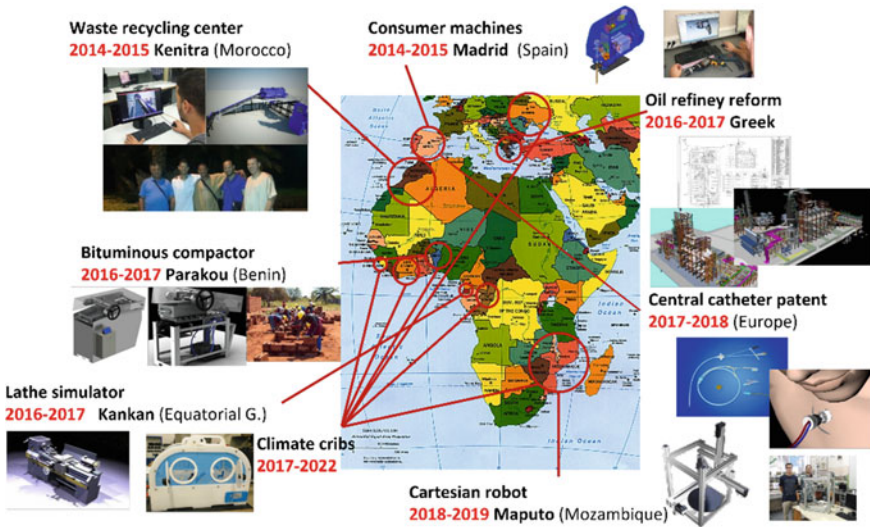 Waste recycling center
2014-2015 Kenitra (Morocco)
Consumer machines
2014-2015 Madrid (Spain)
Oil refiney reform
2016-2017 Greek
Bituminous compactor
2016-2017 Parakou (Benin)
Central catheter patent
2017-2018 (Europe)
Lathe simulator
2016-2017 Kankan (Equatorial G.)
Climate cribs
2017-2022
Cartesian robot
2018-2019 Maputo (Mozambique)
ALGERIA
SUDAN
ANGOLA
Indian
Ocean